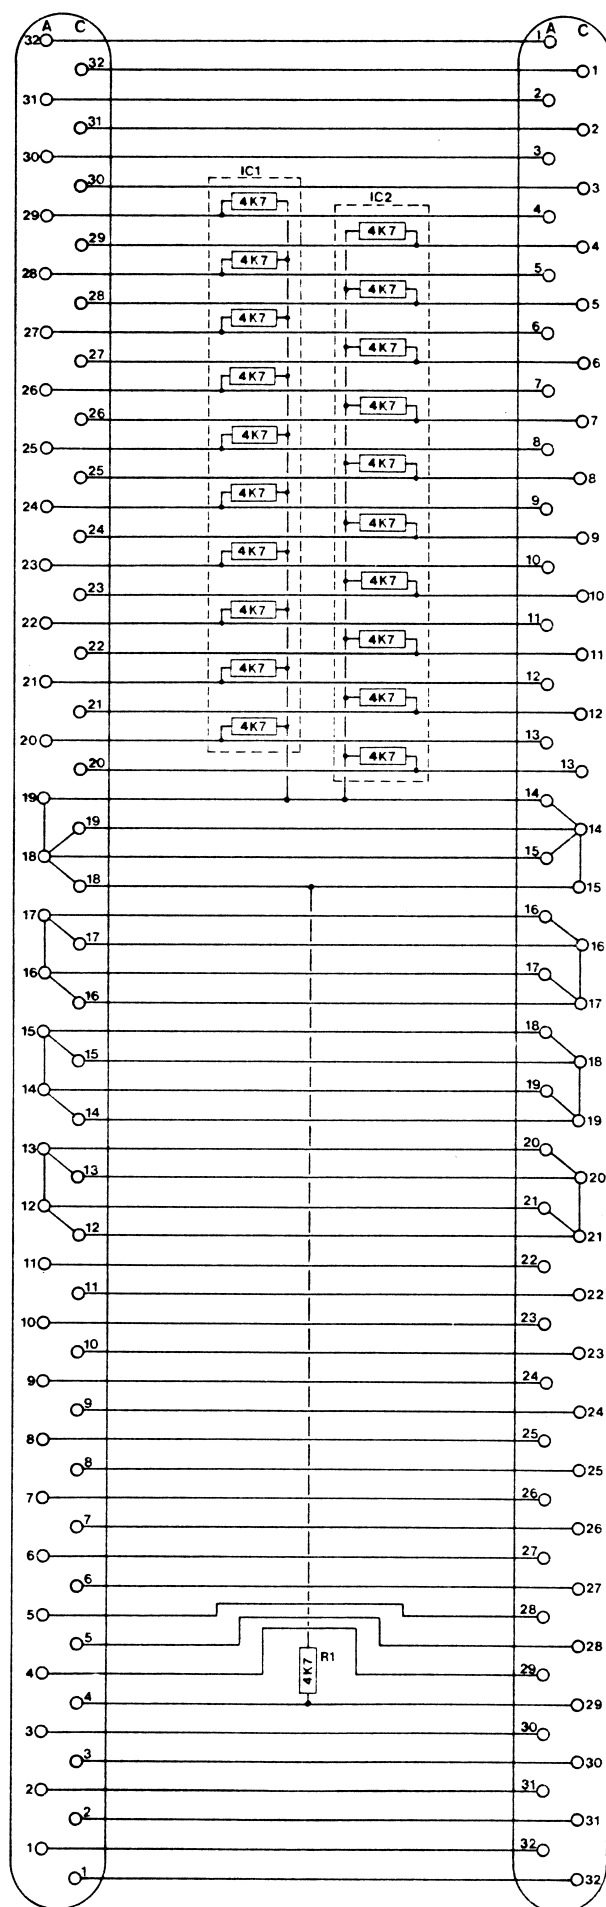 A C A C
32 1
32 1
31 2
31 2
30 3
30 IC1 3
29 4K7 IC2 4
29 4K7 4
28 4K7 5
28 4K7 5
27 4K7 6
27 4K7 6
26 4K7 7
26 4K7 7
25 4K7 8
25 4K7 8
24 4K7 9
24 4K7 9
23 4K7 10
23 4K7 10
22 4K7 11
22 4K7 11
21 4K7 12
21 4K7 12
20 4K7 13
20 4K7 13
19 14
19 14
18 15
18 15
17 16
17 16
16 17
16 17
15 18
15 18
14 19
14 19
13 20
13 20
12 21
12 21
11 22
11 22
10 23
10 23
9 24
9 24
8 25
8 25
7 26
7 26
6 27
6 27
5 28
5 28
4 4K7 R1 29
4 29
3 30
3 30
2 31
2 31
1 32
1 32